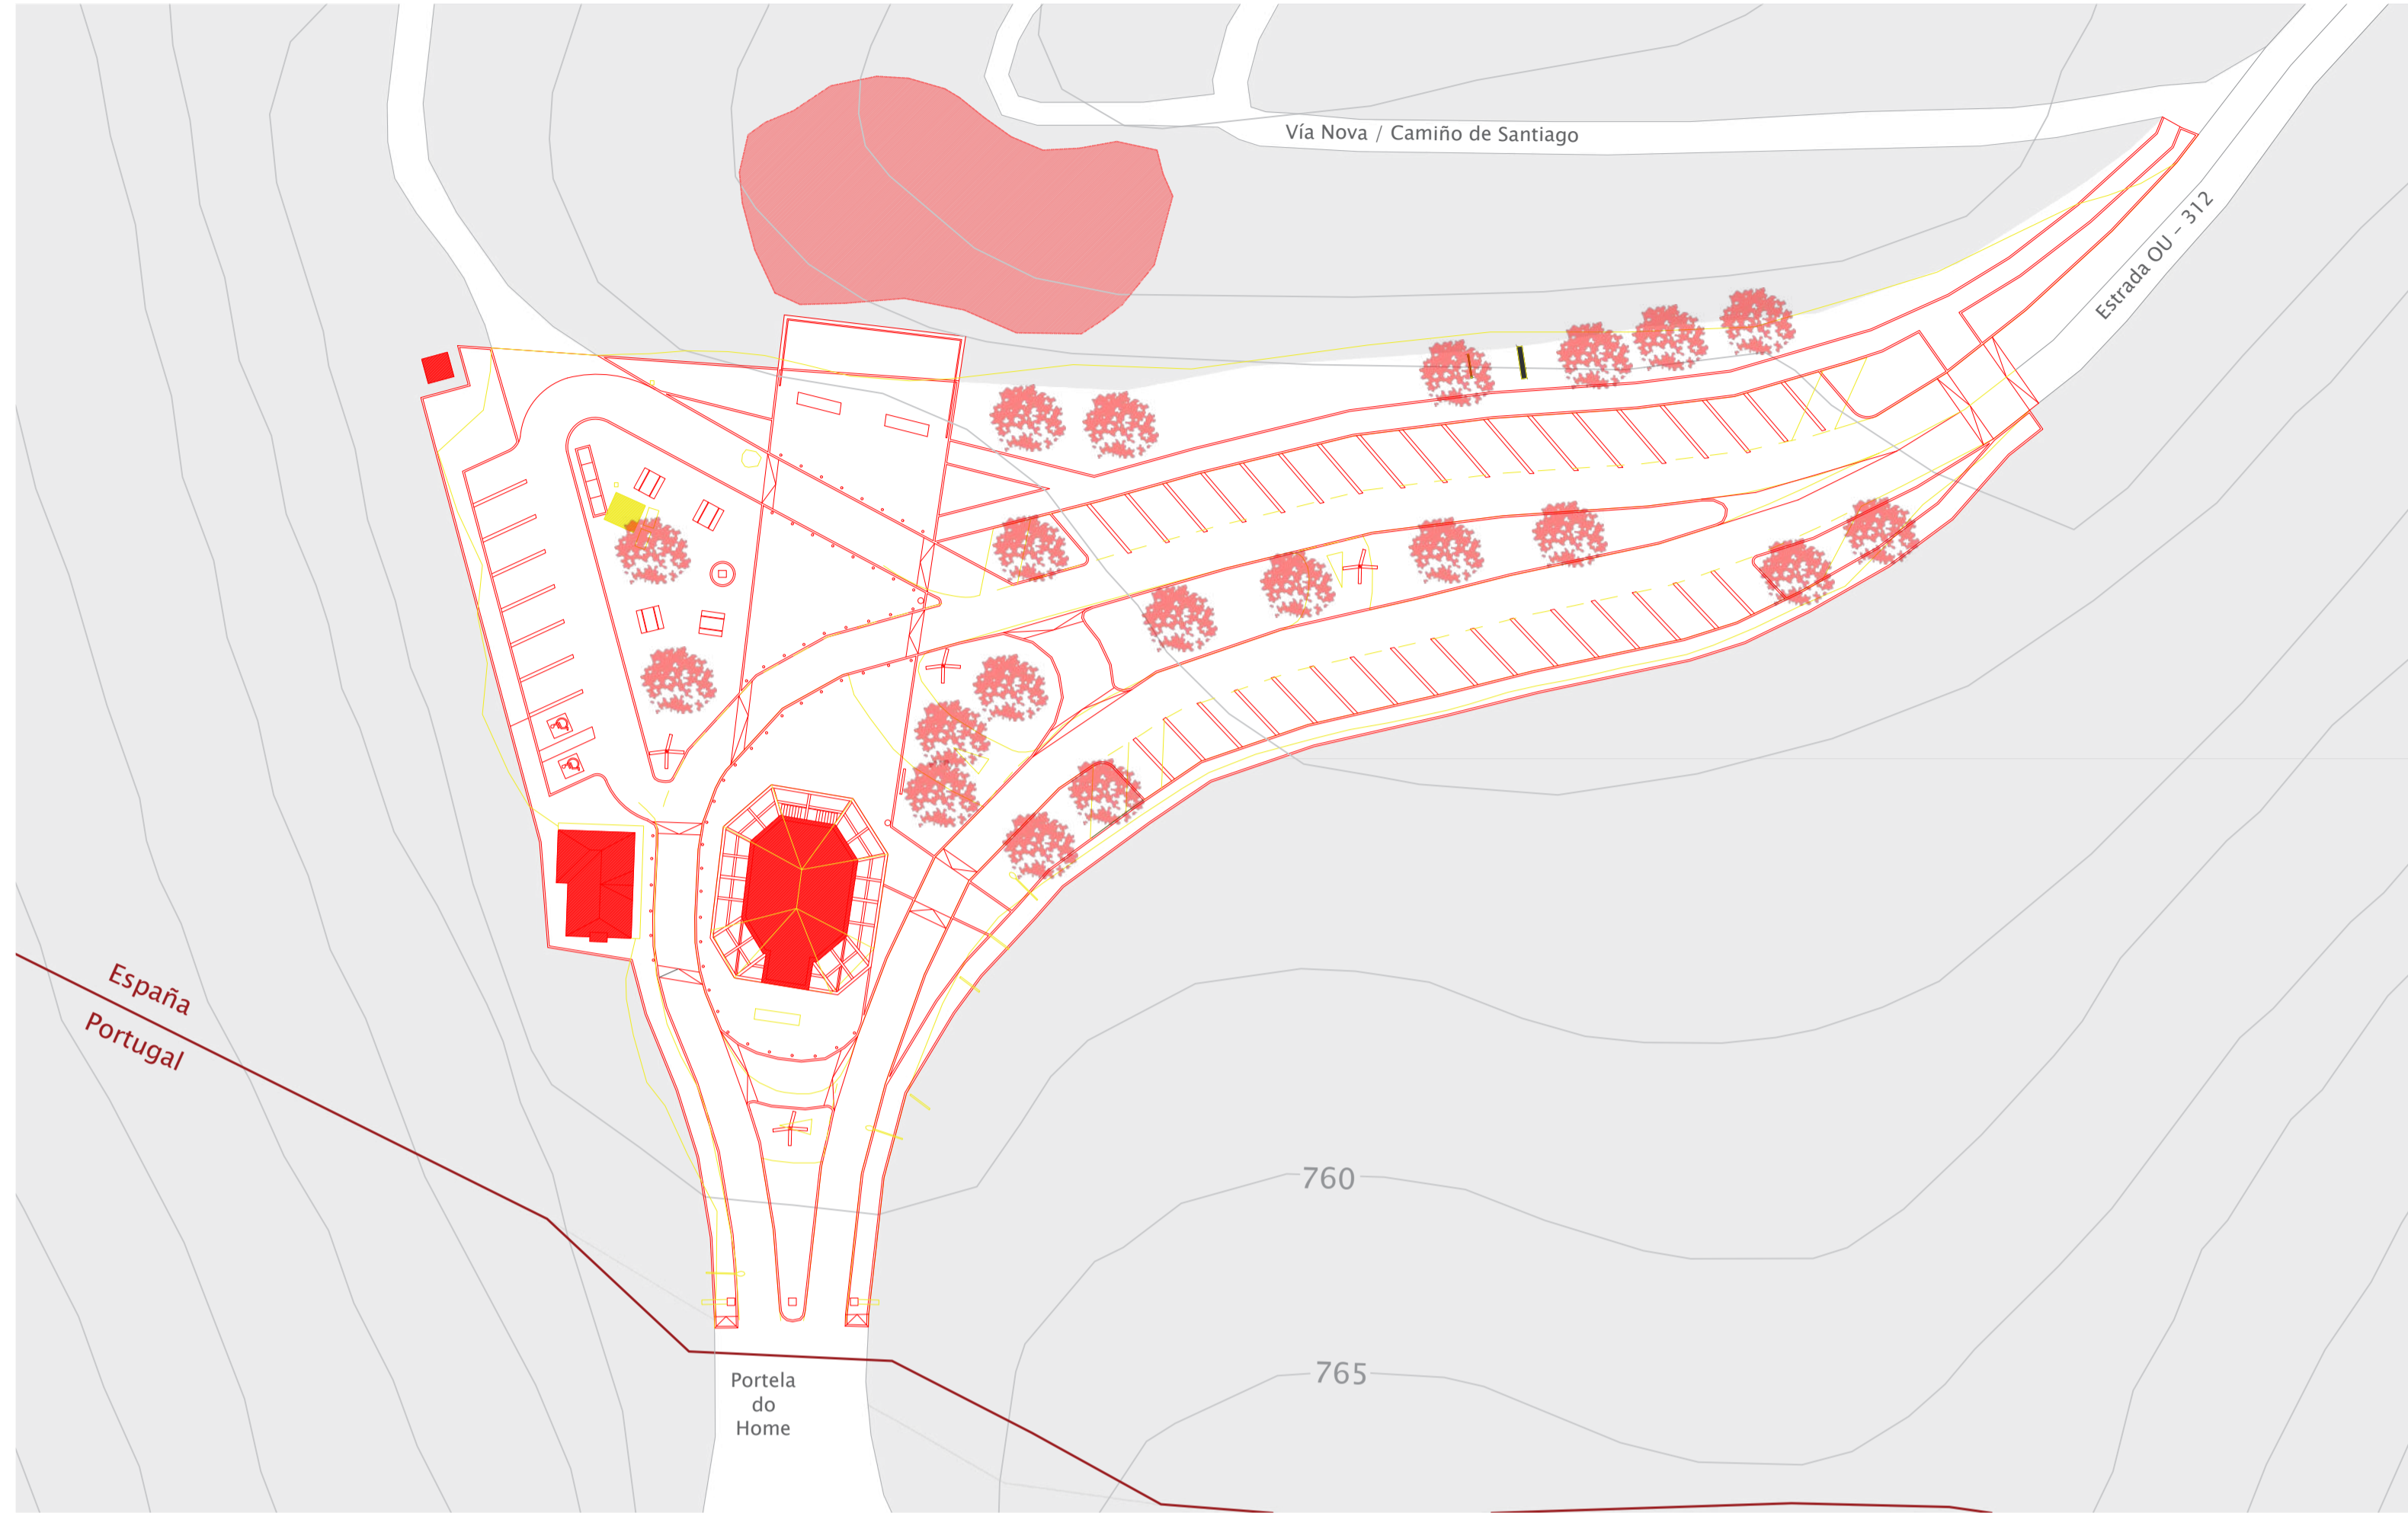 Vía Nova / Camiño de Santiago
Estrada OU - 312
España
Portugal
760
765
Portela
do
Home